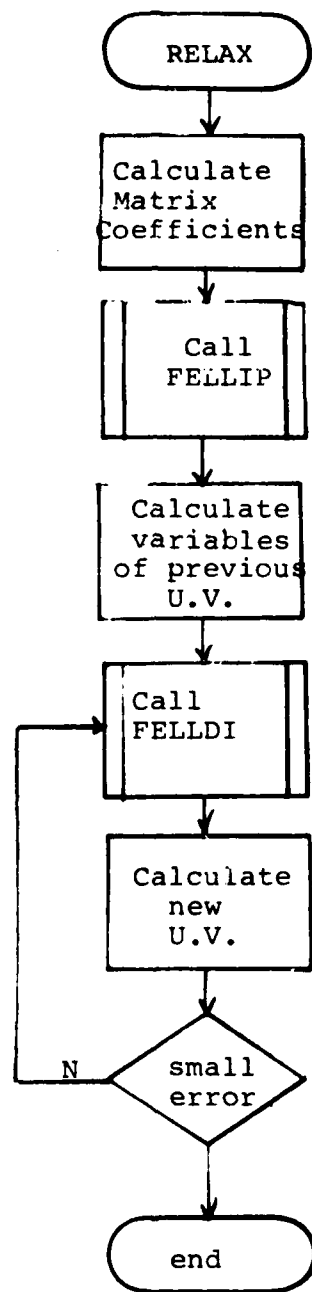 RELAX
Calculate
Matrix
Coefficients
Call
FELLIP
Calculate
variables
of previous
U.V.
Call
FELLDI
Calculate
new
U.V.
N
small
error
end